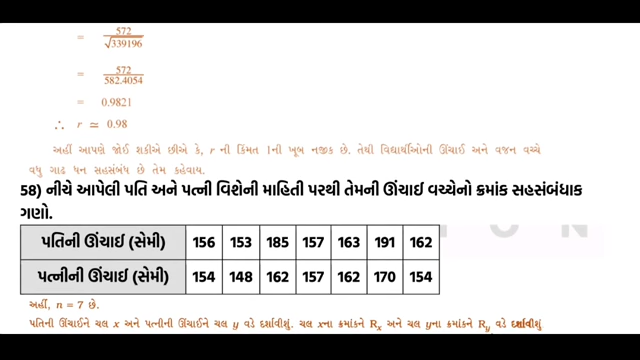 = 572
√339196
= 572
582.4054
= 0.9821
∴ r ≃ 0.98
અહીં આપણે જોઈ શકીએ છીએ કે, r ની કિંમત 1ની ખૂબ નજીક છે. તેથી વિદ્યાર્થીઓની ઊંચાઈ અને વજન વચ્ચે
વધુ ગાઢ ધન સહસંબંધ છે તેમ કહેવાય.
58) નીચે આપેલી પતિ અને પત્ની વિશેની માહિતી પરથી તેમની ઊંચાઇ વચ્ચેનો ક્રમાંક સહસંબંધાક
ગણો.
પતિની ઊંચાઇ (સેમી) 156 153 185 157 163 191 162
પત્નીની ઊંચાઇ (સેમી) 154 148 162 157 162 170 154
અહીં, n = 7 છે.
પતિની ઊંચાઈને ચલ x અને પત્નીની ઊંચાઈને ચલ y વડે દર્શાવીશું. ચલ xના ક્રમાંકને Rx અને ચલ yના ક્રમાંકને Ry વડે દર્શાવીશું